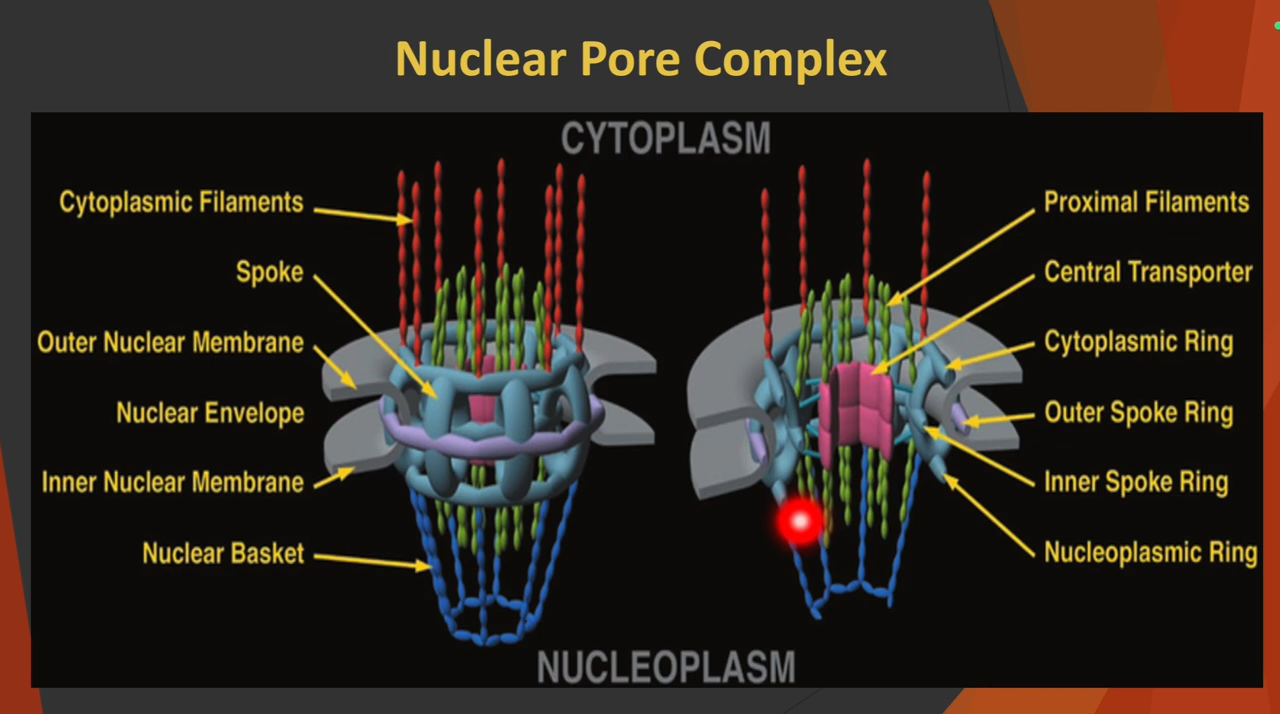 Nuclear Pore Complex
CYTOPLASM
Cytoplasmic Filaments
Spoke
Outer Nuclear Membrane
Nuclear Envelope
Inner Nuclear Membrane
Nuclear Basket
Proximal Filaments
Central Transporter
Cytoplasmic Ring
Outer Spoke Ring
Inner Spoke Ring
Nucleoplasmic Ring
NUCLEOPLASM